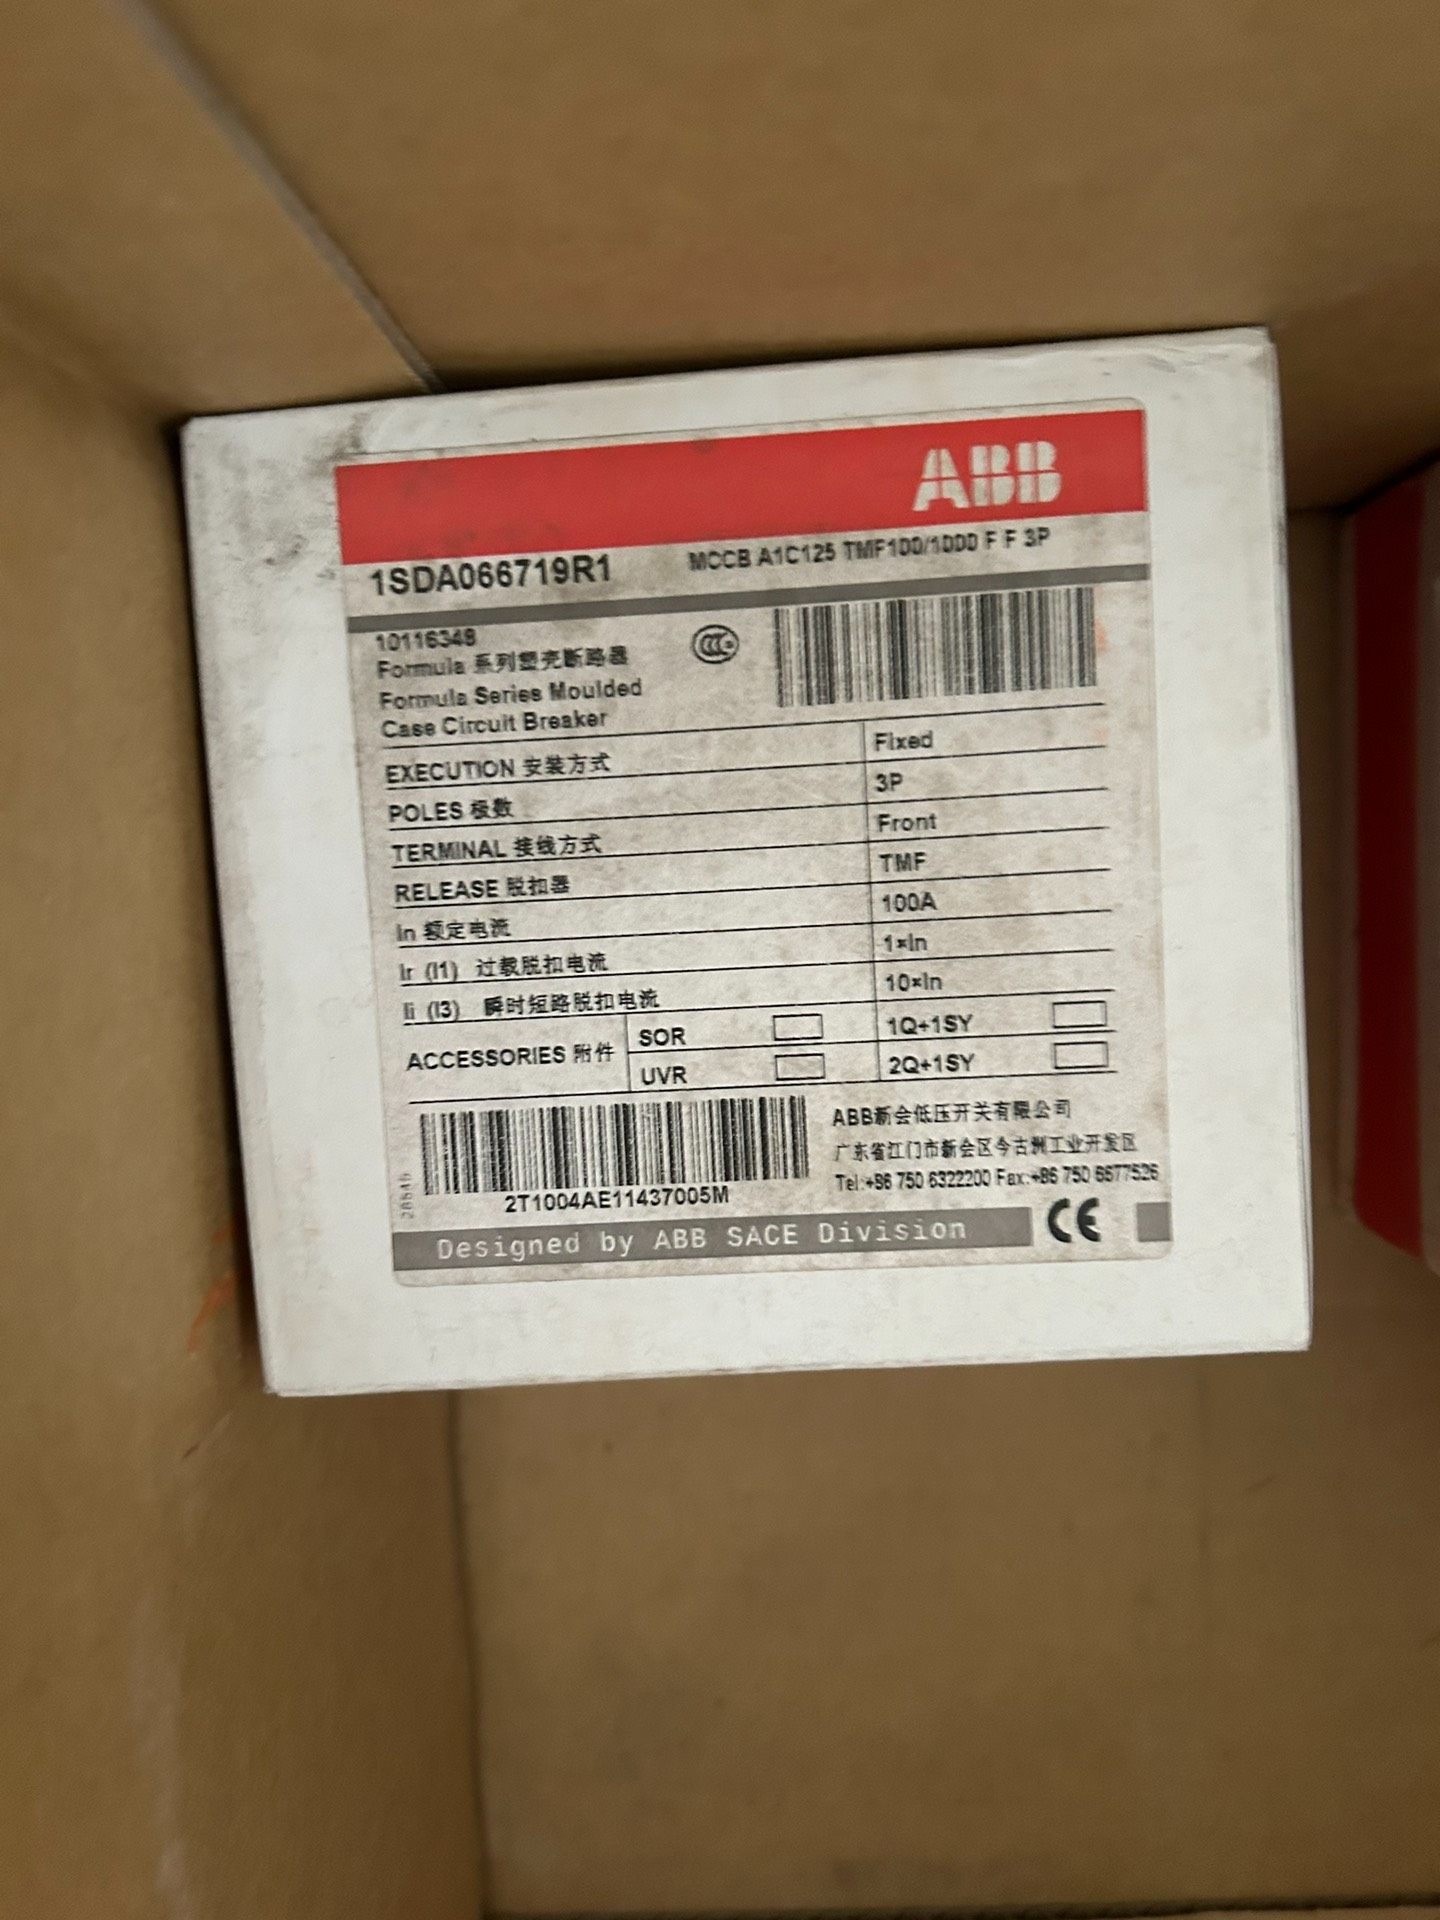 ABB
1SDA066719R1 MCCB A1C125 TMF100/1000 F F 3P
10116348
Formula 系列塑壳断路器
Formula Series Moulded
Case Circuit Breaker
EXECUTION 安装方式 Fixed
POLES 极数 3P
TERMINAL 接线方式 Front
RELEASE 脱扣器 TMF
In 额定电流 100A
Ir (I1) 过载脱扣电流 1×In
Ii (I3) 瞬时短路脱扣电流 10×In
ACCESSORIES 附件
SOR 1Q+1SY
UVR 2Q+1SY
2T1004AE11437005M
ABB新会低压开关有限公司
广东省江门市新会区今古洲工业开发区
Tel:+86 750 6322200 Fax:+86 750 6677526
Designed by ABB SACE Division CE